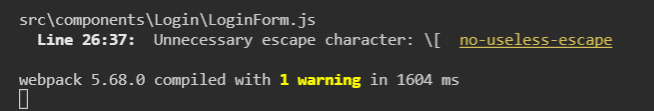 src\components\Login\LoginForm.js
Line 26:37: Unnecessary escape character: \[ no-useless-escape
webpack 5.68.0 compiled with 1 warning in 1604 ms